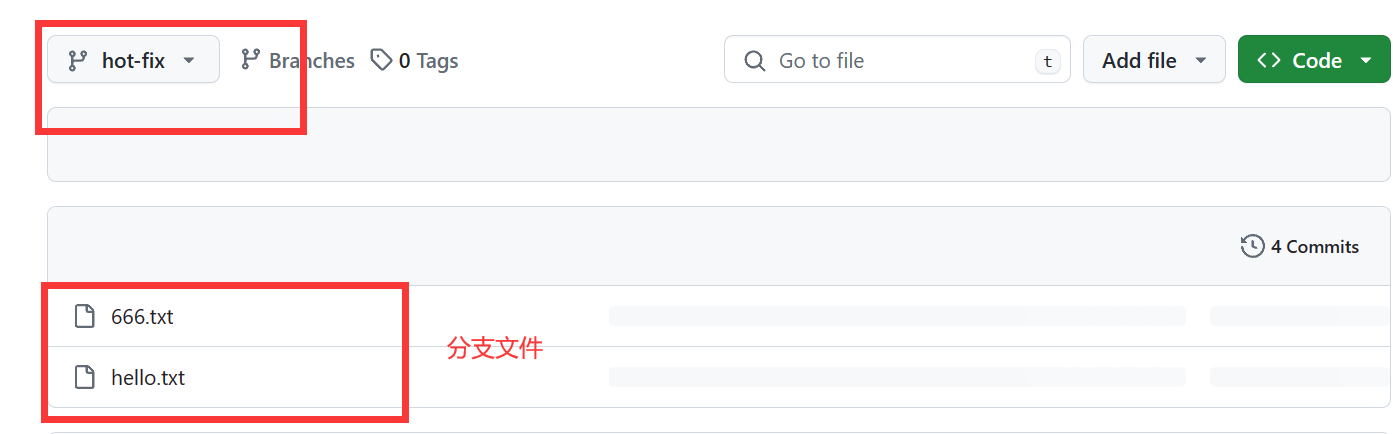 hot-fix Branches 0 Tags Go to file t Add file Code
4 Commits
666.txt
分支文件
hello.txt